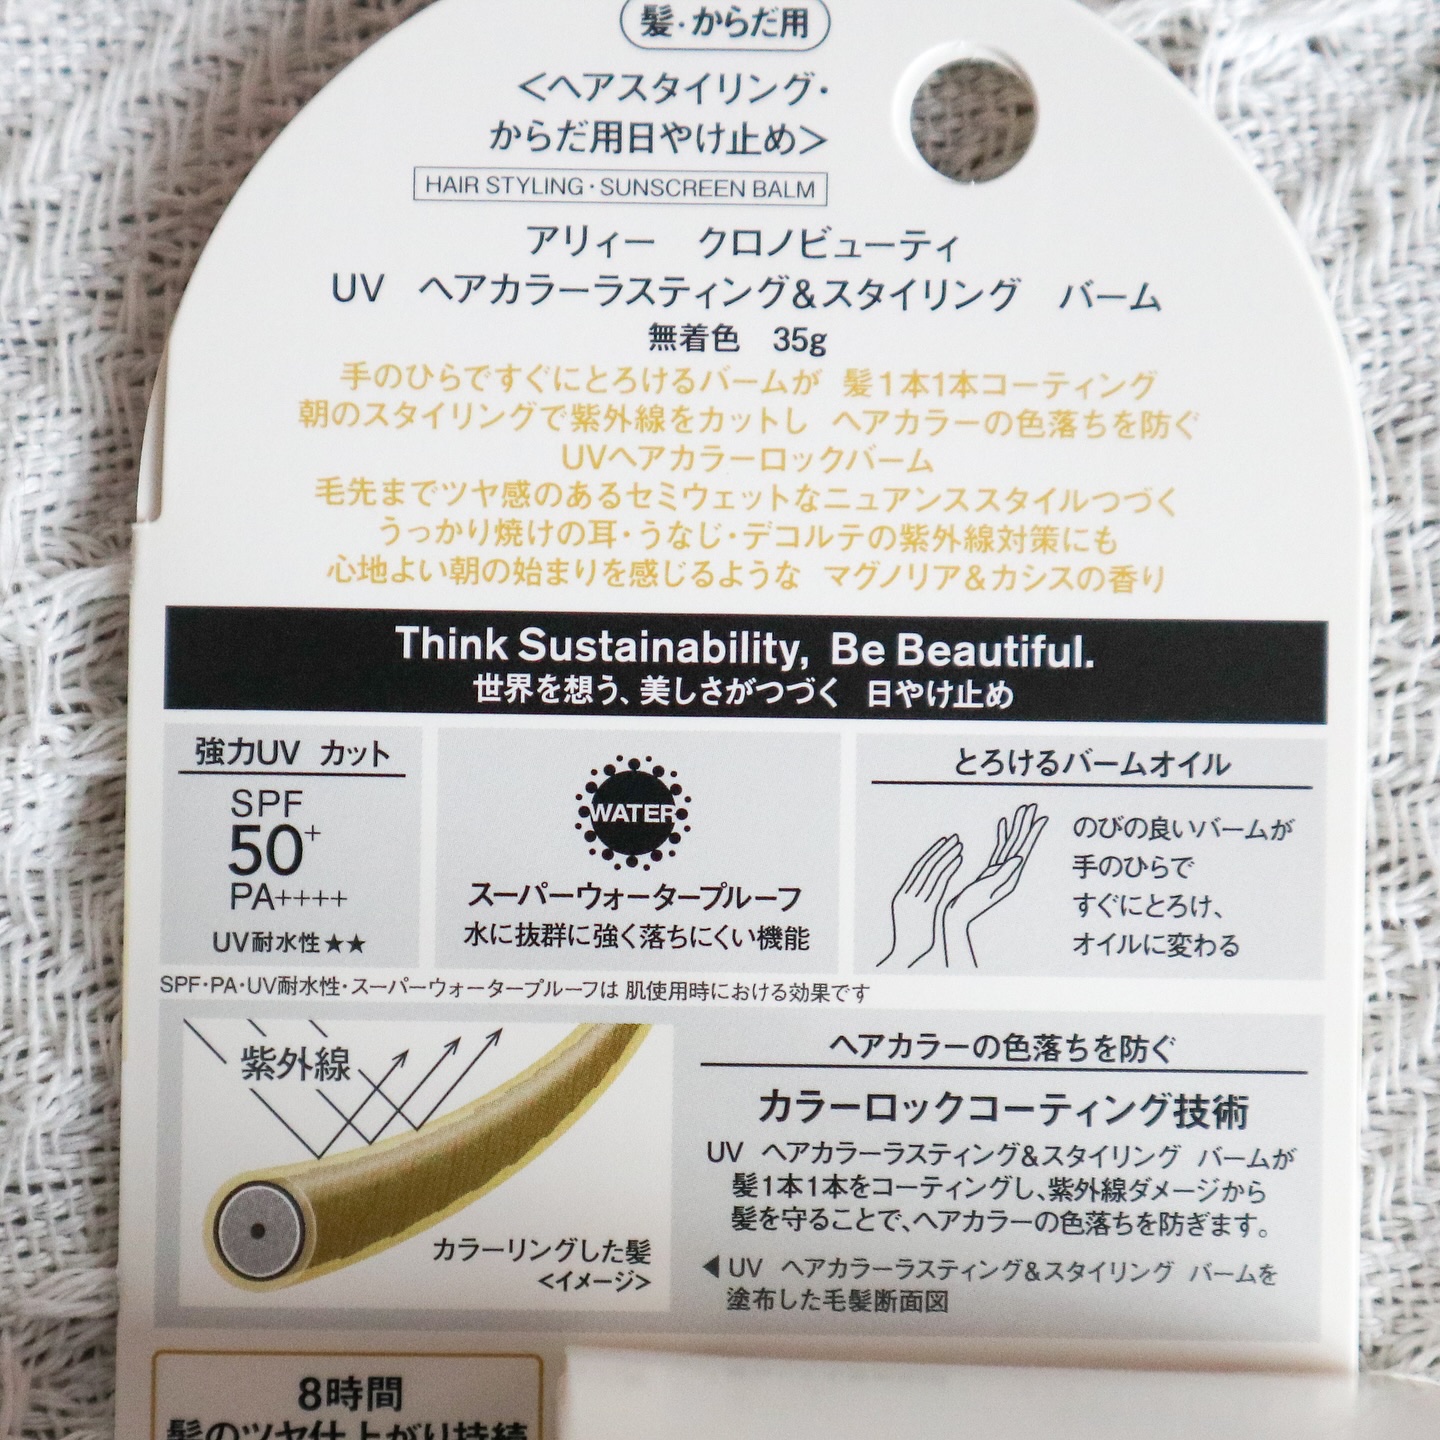 髪・からだ用
<ヘアスタイリング・
からだ用日やけ止め>
HAIR STYLING・SUNSCREEN BALM
アリィー　クロノビューティ
UV　ヘアカラーラスティング&スタイリング　バーム
無着色　35g
手のひらですぐにとろけるバームが　髪1本1本コーティング
朝のスタイリングで紫外線をカットし　ヘアカラーの色落ちを防ぐ
UVヘアカラーロックバーム
毛先までツヤ感のあるセミウェットなニュアンススタイルつづく
うっかり焼けの耳・うなじ・デコルテの紫外線対策にも
心地よい朝の始まりを感じるような　マグノリア&カシスの香り
Think Sustainability, Be Beautiful.
世界を想う、美しさがつづく　日やけ止め
強力UV　カット
SPF
50+
PA++++
UV耐水性★★
WATER
スーパーウォータープルーフ
水に抜群に強く落ちにくい機能
とろけるバームオイル
のびの良いバームが
手のひらで
すぐにとろけ、
オイルに変わる
SPF・PA・UV耐水性・スーパーウォータープルーフは 肌使用時における効果です
紫外線
カラーリングした髪
<イメージ>
ヘアカラーの色落ちを防ぐ
カラーロックコーティング技術
UV　ヘアカラーラスティング&スタイリング　バームが
髪1本1本をコーティングし、紫外線ダメージから
髪を守ることで、ヘアカラーの色落ちを防ぎます。
◀UV　ヘアカラーラスティング&スタイリング　バームを
塗布した毛髪断面図
8時間
髪のツヤ仕上がり持続